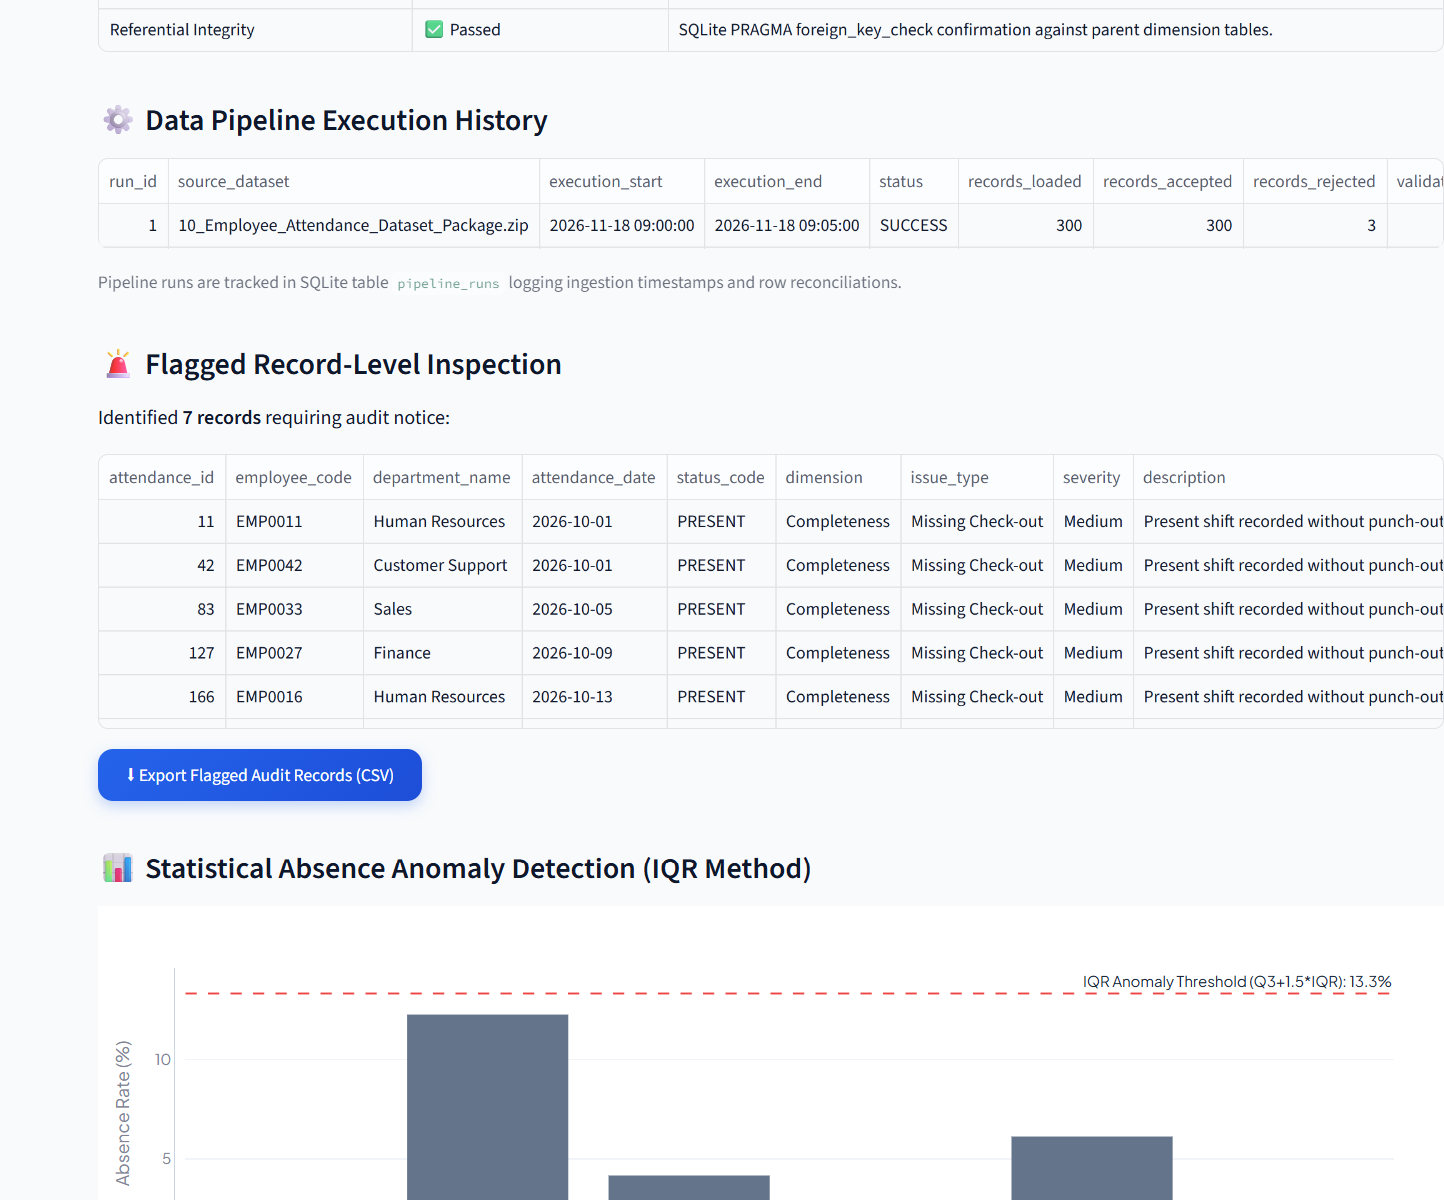 Referential Integrity ✅ Passed SQLite PRAGMA foreign_key_check confirmation against parent dimension tables.
Data Pipeline Execution History
run_id source_dataset execution_start execution_end status records_loaded records_accepted records_rejected validat
1 10_Employee_Attendance_Dataset_Package.zip 2026-11-18 09:00:00 2026-11-18 09:05:00 SUCCESS 300 300 3
Pipeline runs are tracked in SQLite table pipeline_runs logging ingestion timestamps and row reconciliations.
Flagged Record-Level Inspection
Identified 7 records requiring audit notice:
attendance_id employee_code department_name attendance_date status_code dimension issue_type severity description
11 EMP0011 Human Resources 2026-10-01 PRESENT Completeness Missing Check-out Medium Present shift recorded without punch-out
42 EMP0042 Customer Support 2026-10-01 PRESENT Completeness Missing Check-out Medium Present shift recorded without punch-out
83 EMP0033 Sales 2026-10-05 PRESENT Completeness Missing Check-out Medium Present shift recorded without punch-out
127 EMP0027 Finance 2026-10-09 PRESENT Completeness Missing Check-out Medium Present shift recorded without punch-out
166 EMP0016 Human Resources 2026-10-13 PRESENT Completeness Missing Check-out Medium Present shift recorded without punch-out
⬇ Export Flagged Audit Records (CSV)
Statistical Absence Anomaly Detection (IQR Method)
IQR Anomaly Threshold (Q3+1.5*IQR): 13.3%
10
5
Absence Rate (%)